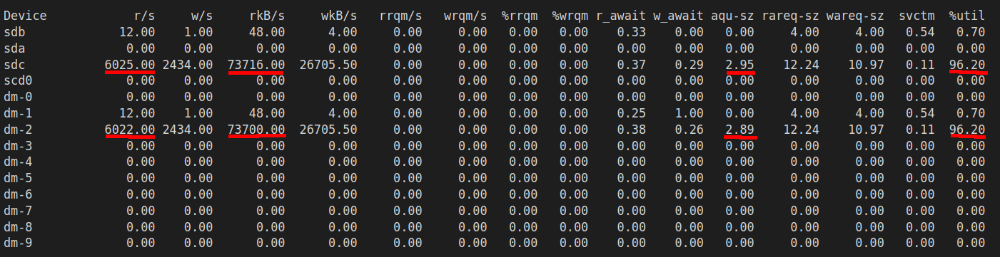 Device r/s w/s rkB/s wkB/s rrqm/s wrqm/s %rrqm %wrqm r_await w_await aqu-sz rareq-sz wareq-sz svctm %util
sdb 12.00 1.00 48.00 4.00 0.00 0.00 0.00 0.00 0.33 0.00 0.00 4.00 4.00 0.54 0.70
sda 0.00 0.00 0.00 0.00 0.00 0.00 0.00 0.00 0.00 0.00 0.00 0.00 0.00 0.00 0.00
sdc 6025.00 2434.00 73716.00 26705.50 0.00 0.00 0.00 0.00 0.37 0.29 2.95 12.24 10.97 0.11 96.20
scd0 0.00 0.00 0.00 0.00 0.00 0.00 0.00 0.00 0.00 0.00 0.00 0.00 0.00 0.00 0.00
dm-0 0.00 0.00 0.00 0.00 0.00 0.00 0.00 0.00 0.00 0.00 0.00 0.00 0.00 0.00 0.00
dm-1 12.00 1.00 48.00 4.00 0.00 0.00 0.00 0.00 0.25 1.00 0.00 4.00 4.00 0.54 0.70
dm-2 6022.00 2434.00 73700.00 26705.50 0.00 0.00 0.00 0.00 0.38 0.26 2.89 12.24 10.97 0.11 96.20
dm-3 0.00 0.00 0.00 0.00 0.00 0.00 0.00 0.00 0.00 0.00 0.00 0.00 0.00 0.00 0.00
dm-4 0.00 0.00 0.00 0.00 0.00 0.00 0.00 0.00 0.00 0.00 0.00 0.00 0.00 0.00 0.00
dm-5 0.00 0.00 0.00 0.00 0.00 0.00 0.00 0.00 0.00 0.00 0.00 0.00 0.00 0.00 0.00
dm-6 0.00 0.00 0.00 0.00 0.00 0.00 0.00 0.00 0.00 0.00 0.00 0.00 0.00 0.00 0.00
dm-7 0.00 0.00 0.00 0.00 0.00 0.00 0.00 0.00 0.00 0.00 0.00 0.00 0.00 0.00 0.00
dm-8 0.00 0.00 0.00 0.00 0.00 0.00 0.00 0.00 0.00 0.00 0.00 0.00 0.00 0.00 0.00
dm-9 0.00 0.00 0.00 0.00 0.00 0.00 0.00 0.00 0.00 0.00 0.00 0.00 0.00 0.00 0.00